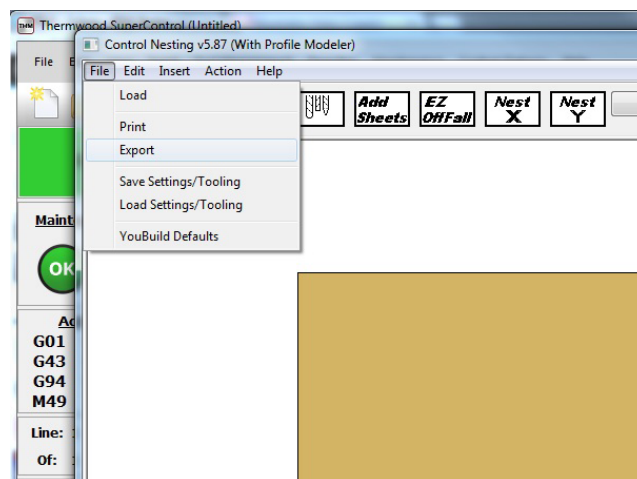 Thermwood SuperControl (Untitled)
Control Nesting v5.87 (With Profile Modeler)
File
File Edit Insert Action Help
Load
Print
Export
Save Settings/Tooling
Load Settings/Tooling
YouBuild Defaults
Add Sheets
EZ OffFall
Nest X
Nest Y
Maint
OK
G01
G43
G94
M49
Line:
Of: